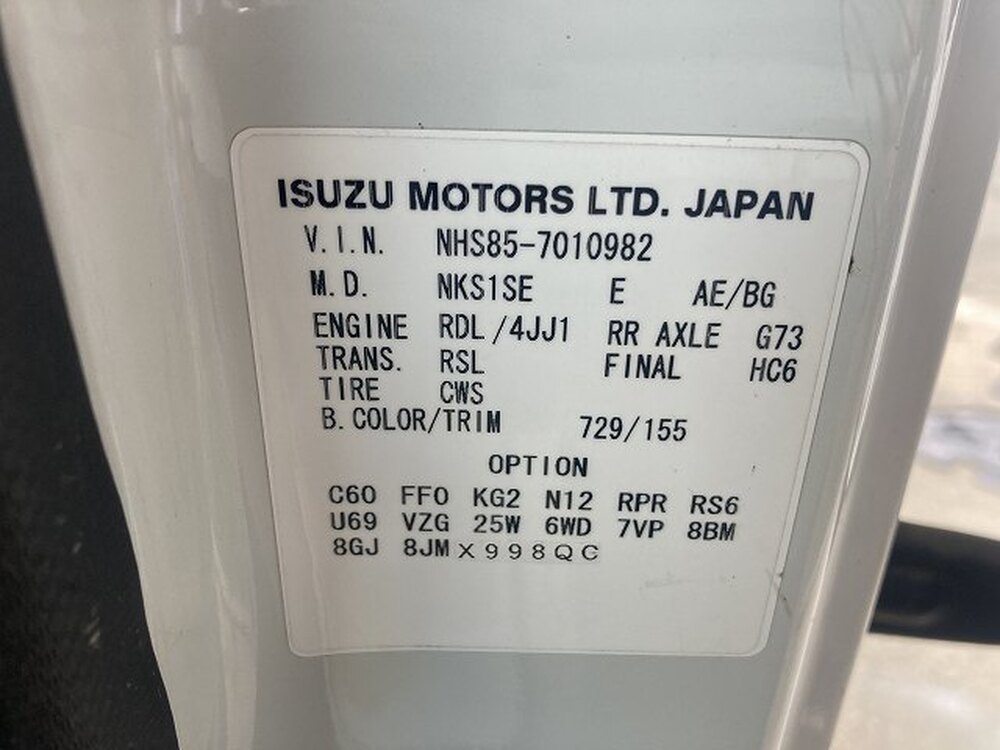 ISUZU MOTORS LTD. JAPAN
V.I.N. NHS85-7010982
M.D. NKS1SE E AE/BG
ENGINE RDL/4JJ1 RR AXLE G73
TRANS. RSL FINAL HC6
TIRE CWS
B.COLOR/TRIM 729/155
OPTION
C60 FF0 KG2 N12 RPR RS6
U69 VZG 25W 6WD 7VP 8BM
8GJ 8JM X998QC